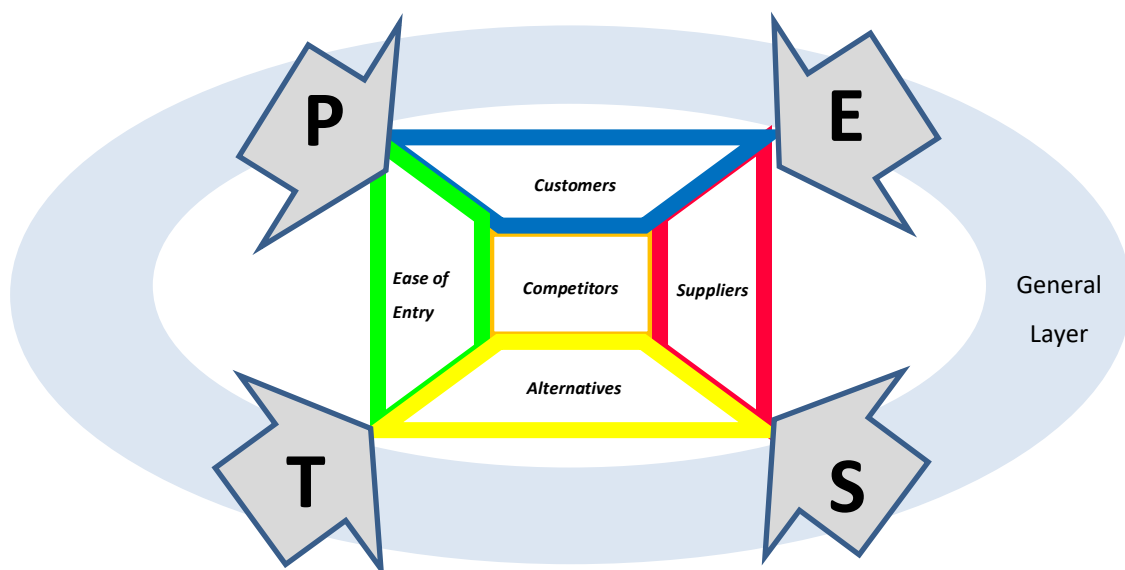 P
E
Customers
Ease of
Entry
Competitors
Suppliers
General
Layer
Alternatives
T
S